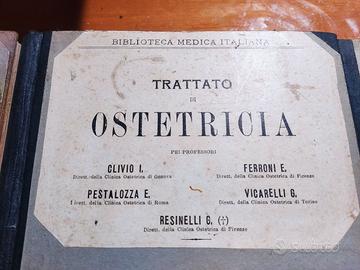 BIBLIOTECA MEDICA ITALIANA
TRATTATO
DI
OSTETRICIA
PEI PROFESSORI
CLIVIO I. FERRONI E.
Dirett. della Clinica Ostetrica di Genova Dirett. della Clinica Ostetrica di Firenze
PESTALOZZA E. VICARELLI G.
Dirett. della Clinica Ostetrica di Roma Dirett. della Clinica Ostetrica di Torino
RESINELLI G. (†)
Dirett. della Clinica Ostetrica di Firenze
subito.it